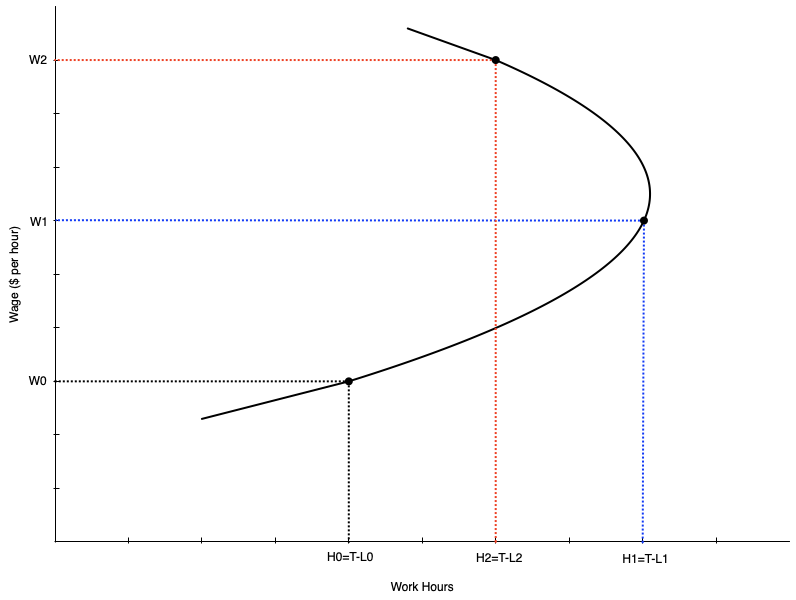 W2
W1
Wage ($ per hour)
W0
H0=T-L0
H2=T-L2
H1=T-L1
Work Hours